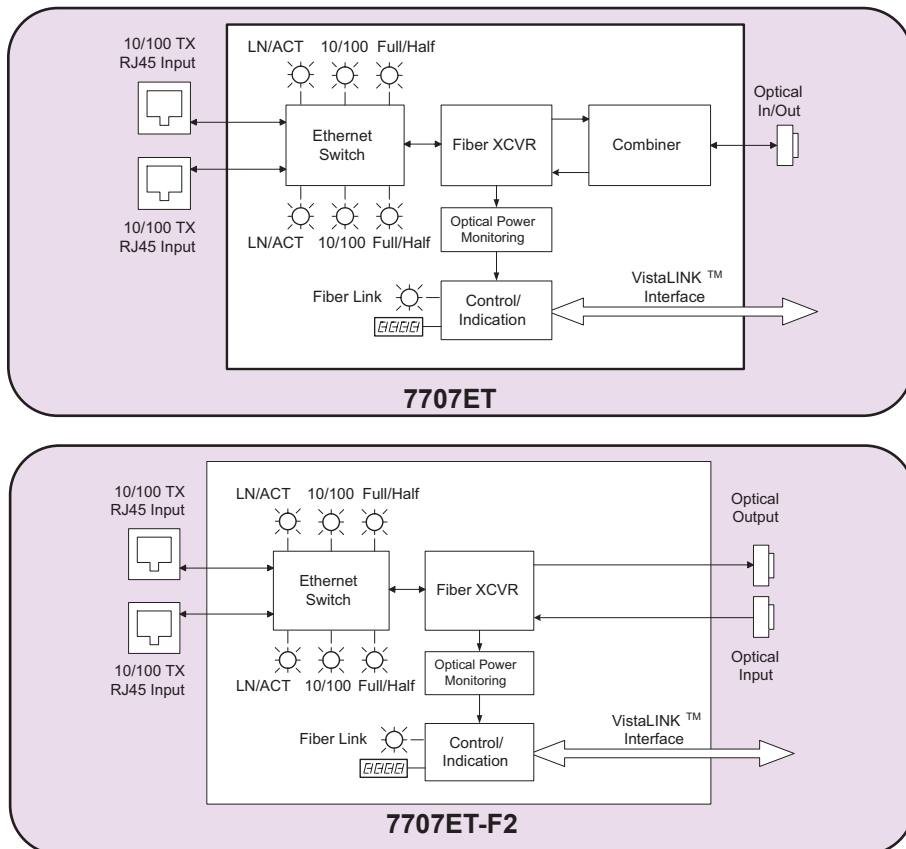 10/100 TX
RJ45 Input
LN/ACT 10/100 Full/Half
Optical
In/Out
Ethernet
Switch
Fiber XCVR
Combiner
10/100 TX
RJ45 Input
LN/ACT 10/100 Full/Half
Optical Power
Monitoring
Fiber Link
Control/
Indication
VistaLINK TM
Interface
8888
7707ET
10/100 TX
RJ45 Input
LN/ACT 10/100 Full/Half
Optical
Output
Ethernet
Switch
Fiber XCVR
10/100 TX
RJ45 Input
LN/ACT 10/100 Full/Half
Optical Power
Monitoring
Optical
Input
Fiber Link
Control/
Indication
VistaLINK TM
Interface
8888
7707ET-F2